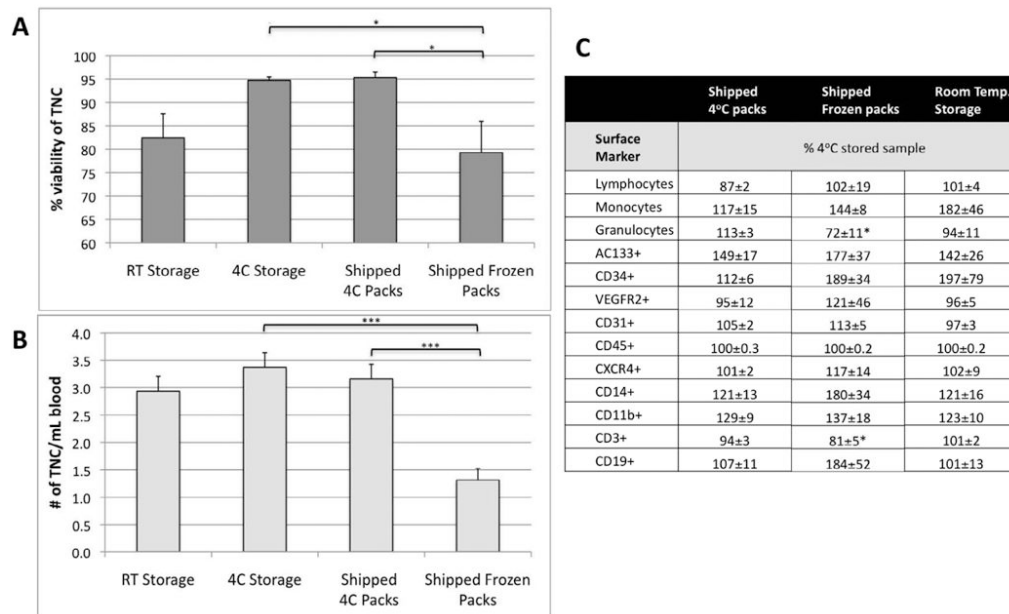 A
*
*
100
95
90
85
80
75
70
65
60
% viability of TNC
RT Storage
4C Storage
Shipped
4C Packs
Shipped Frozen
Packs
B
***
***
4.0
3.5
3.0
2.5
2.0
1.5
1.0
0.5
0.0
# of TNC/mL blood
RT Storage
4C Storage
Shipped
4C Packs
Shipped Frozen
Packs
C
Shipped 4°C packs Shipped Frozen packs Room Temp. Storage
Surface Marker % 4°C stored sample
Lymphocytes 87±2 102±19 101±4
Monocytes 117±15 144±8 182±46
Granulocytes 113±3 72±11* 94±11
AC133+ 149±17 177±37 142±26
CD34+ 112±6 189±34 197±79
VEGFR2+ 95±12 121±46 96±5
CD31+ 105±2 113±5 97±3
CD45+ 100±0.3 100±0.2 100±0.2
CXCR4+ 101±2 117±14 102±9
CD14+ 121±13 180±34 121±16
CD11b+ 129±9 137±18 123±10
CD3+ 94±3 81±5* 101±2
CD19+ 107±11 184±52 101±13